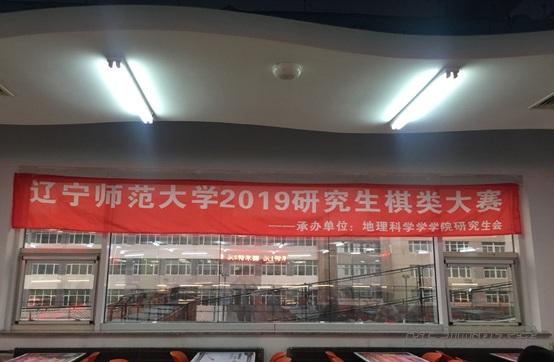 辽宁师范大学2019研究生棋类大赛
——承办单位：地理科学学学院研究生会